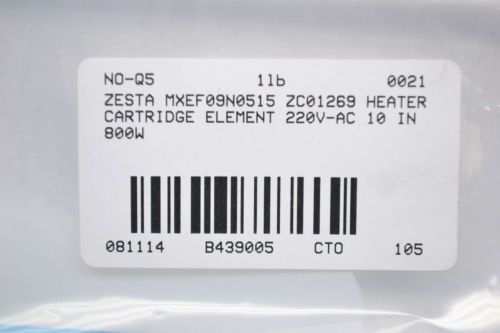 NO-Q5 1lb 0021
ZESTA MXEF09N0515 ZC01269 HEATER
CARTRIDGE ELEMENT 220V-AC 10 IN
800W
081114 B439005 CTO 105